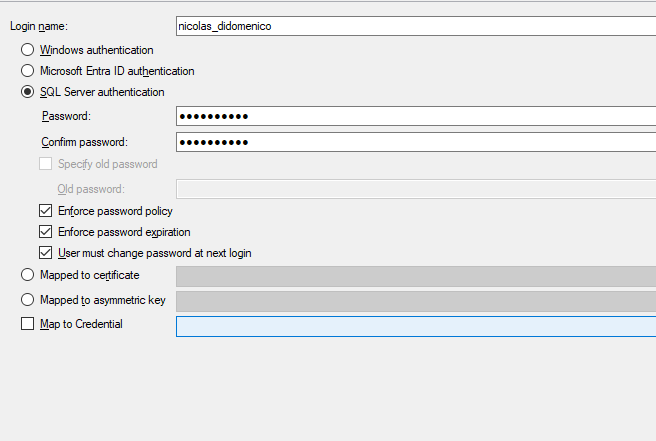 Login name: nicolas_didomenico
Windows authentication
Microsoft Entra ID authentication
SQL Server authentication
Password: ●●●●●●●●●●
Confirm password: ●●●●●●●●●●
Specify old password
Old password:
Enforce password policy
Enforce password expiration
User must change password at next login
Mapped to certificate
Mapped to asymmetric key
Map to Credential